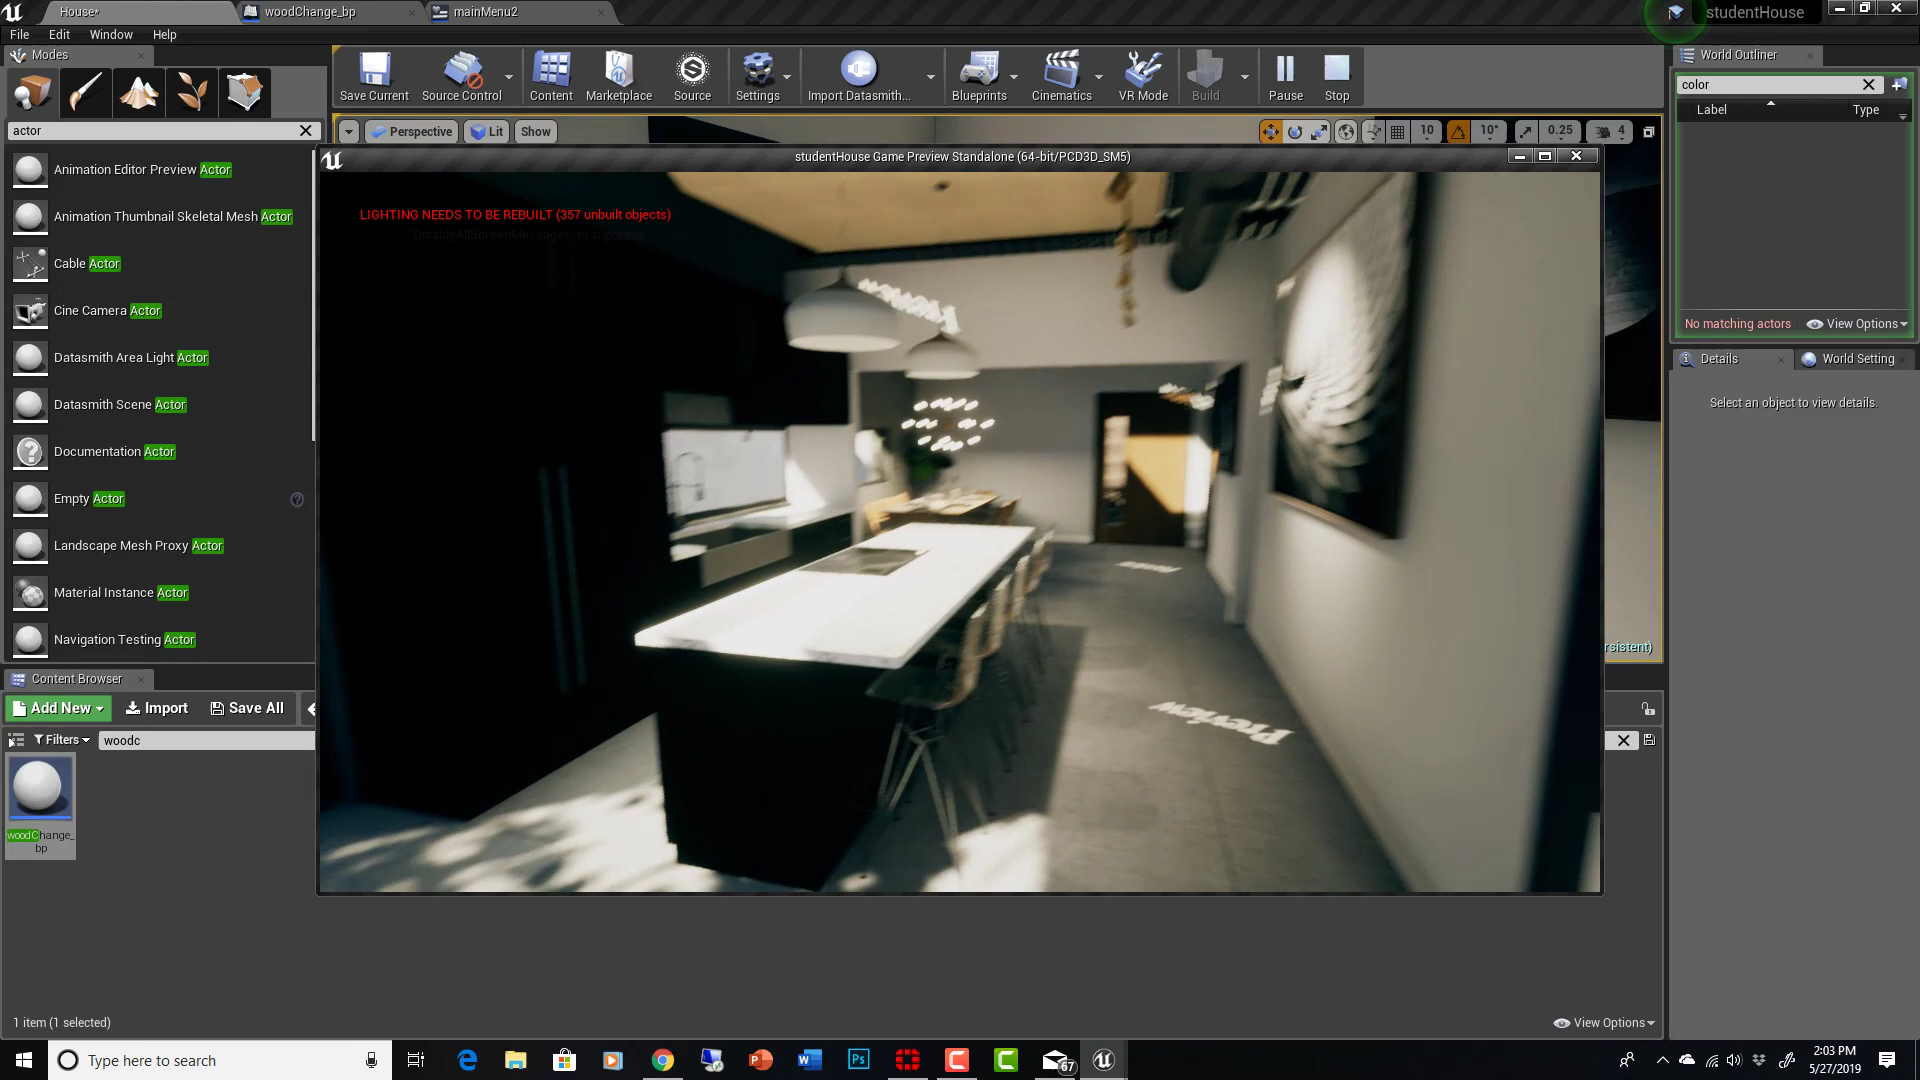 House*
woodChange_bp
mainMenu2
studentHouse
File
Edit
Window
Help
Modes
World Outliner
Save Current
Source Control
Content
Marketplace
Source
Settings
Import Datasmith...
Blueprints
Cinematics
VR Mode
Build
Pause
Stop
color
Label
Type
actor
Perspective
Lit
Show
10
10°
0.25
4
studentHouse Game Preview Standalone (64-bit/PCD3D_SM5)
Animation Editor Preview Actor
Animation Thumbnail Skeletal Mesh Actor
Cable Actor
Cine Camera Actor
Datasmith Area Light Actor
Datasmith Scene Actor
Documentation Actor
Empty Actor
Landscape Mesh Proxy Actor
Material Instance Actor
Navigation Testing Actor
LIGHTING NEEDS TO BE REBUILT (357 unbuilt objects)
Preview
Preview
No matching actors
View Options
Details
World Setting
Select an object to view details.
rsistent)
Content Browser
Add New
Import
Save All
Filters
woodc
woodChange_
bp
1 item (1 selected)
View Options
Type here to search
67
2:03 PM
5/27/2019